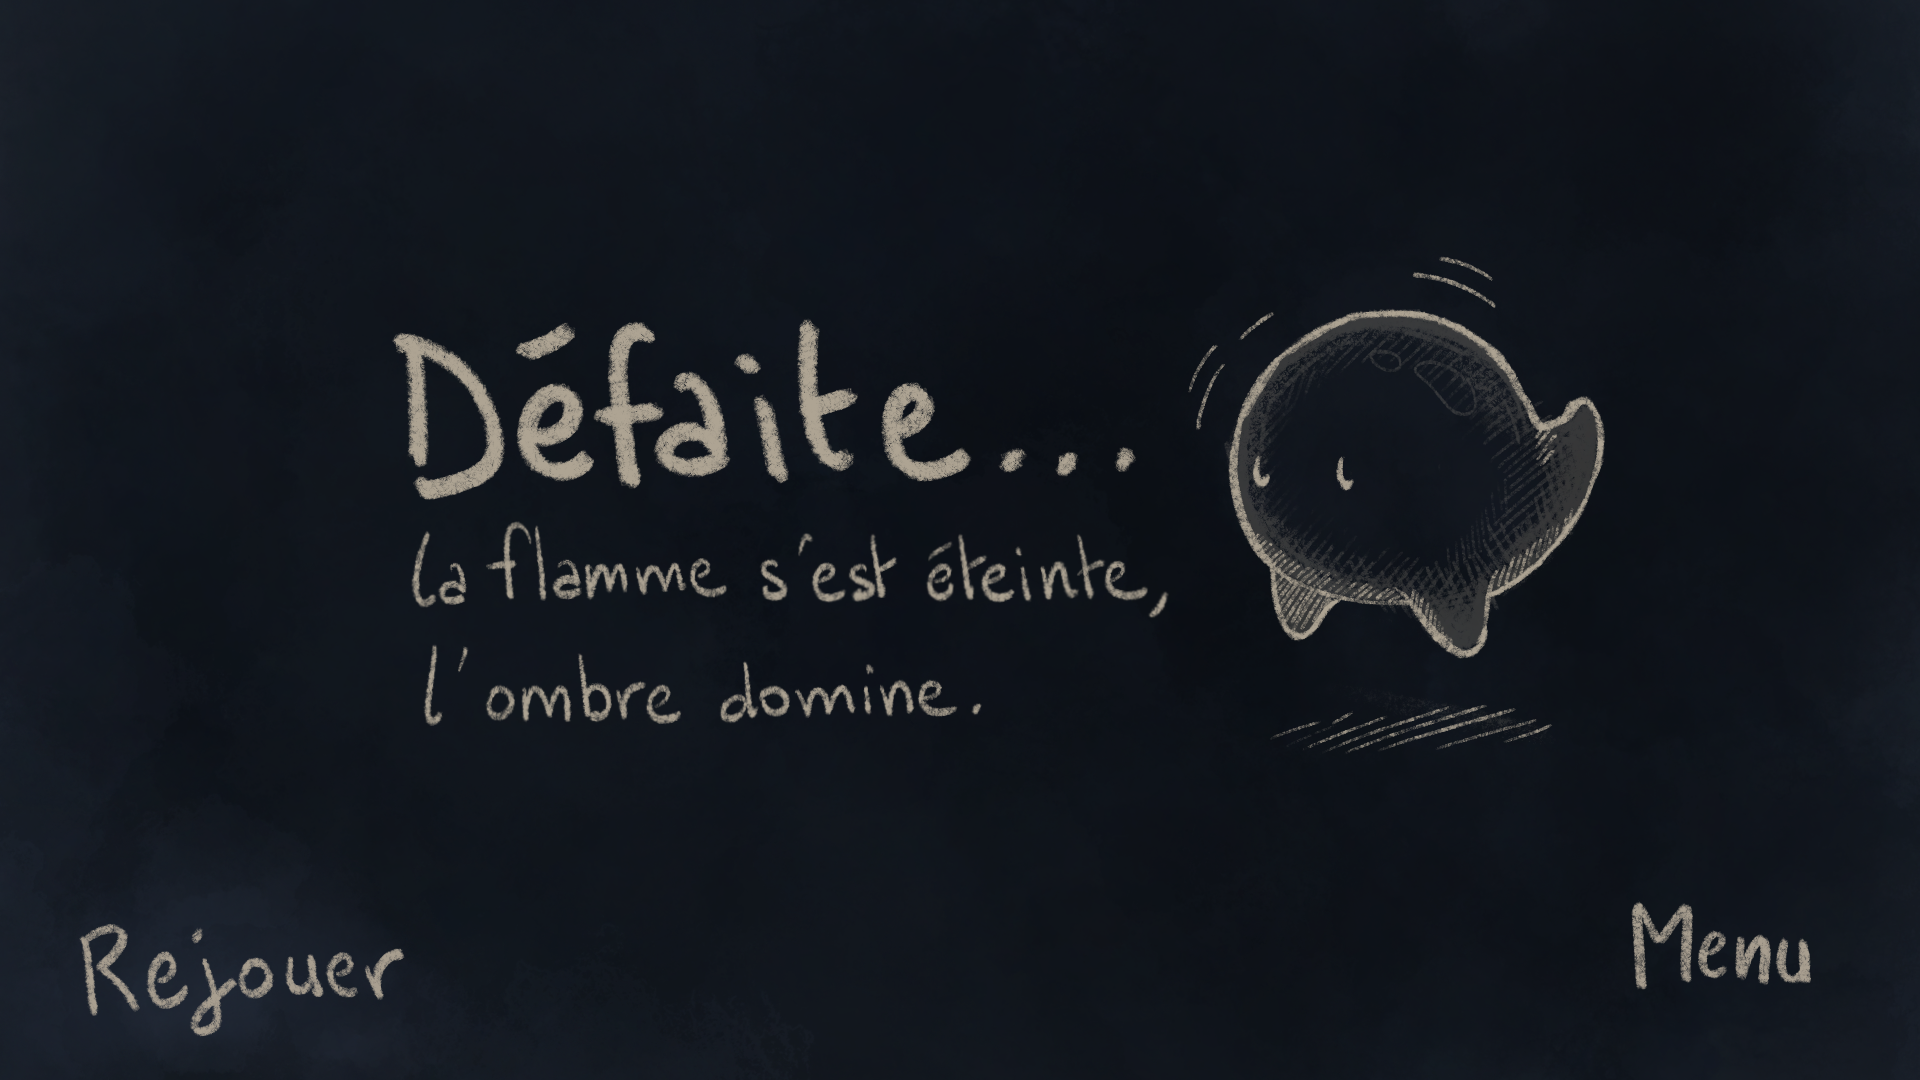 Défaite...
la flamme s'est éteinte,
l'ombre domine.
Rejouer
Menu